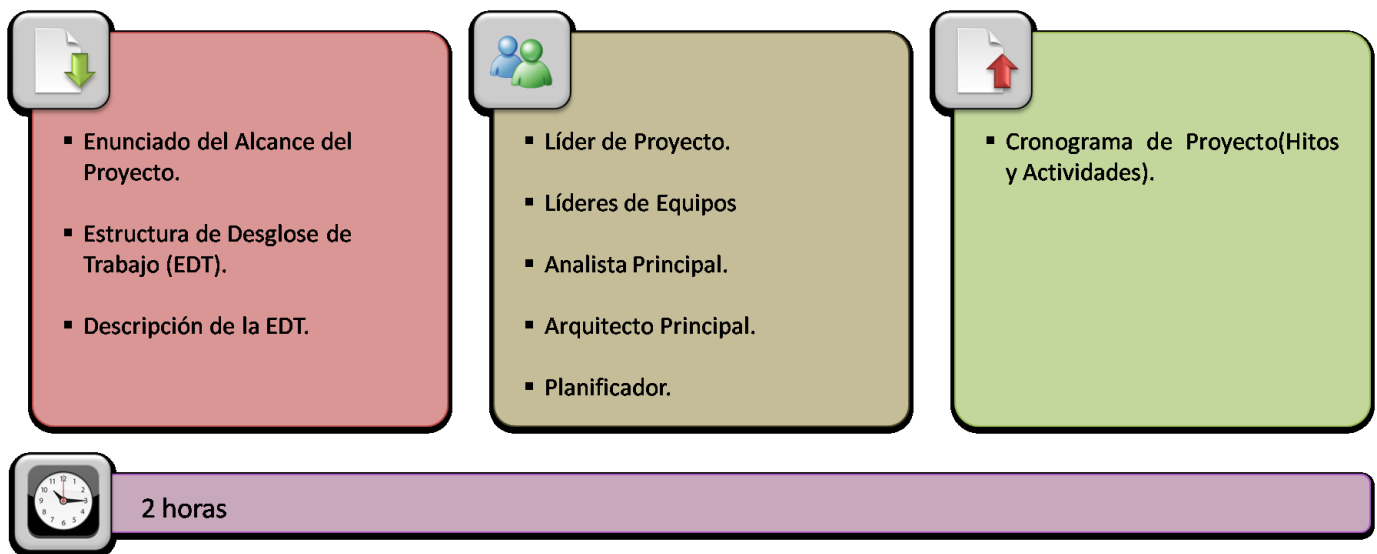 ▪ Enunciado del Alcance del
Proyecto.
▪ Estructura de Desglose de
Trabajo (EDT).
▪ Descripción de la EDT.
▪ Líder de Proyecto.
▪ Líderes de Equipos
▪ Analista Principal.
▪ Arquitecto Principal.
▪ Planificador.
▪ Cronograma de Proyecto(Hitos
y Actividades).
2 horas